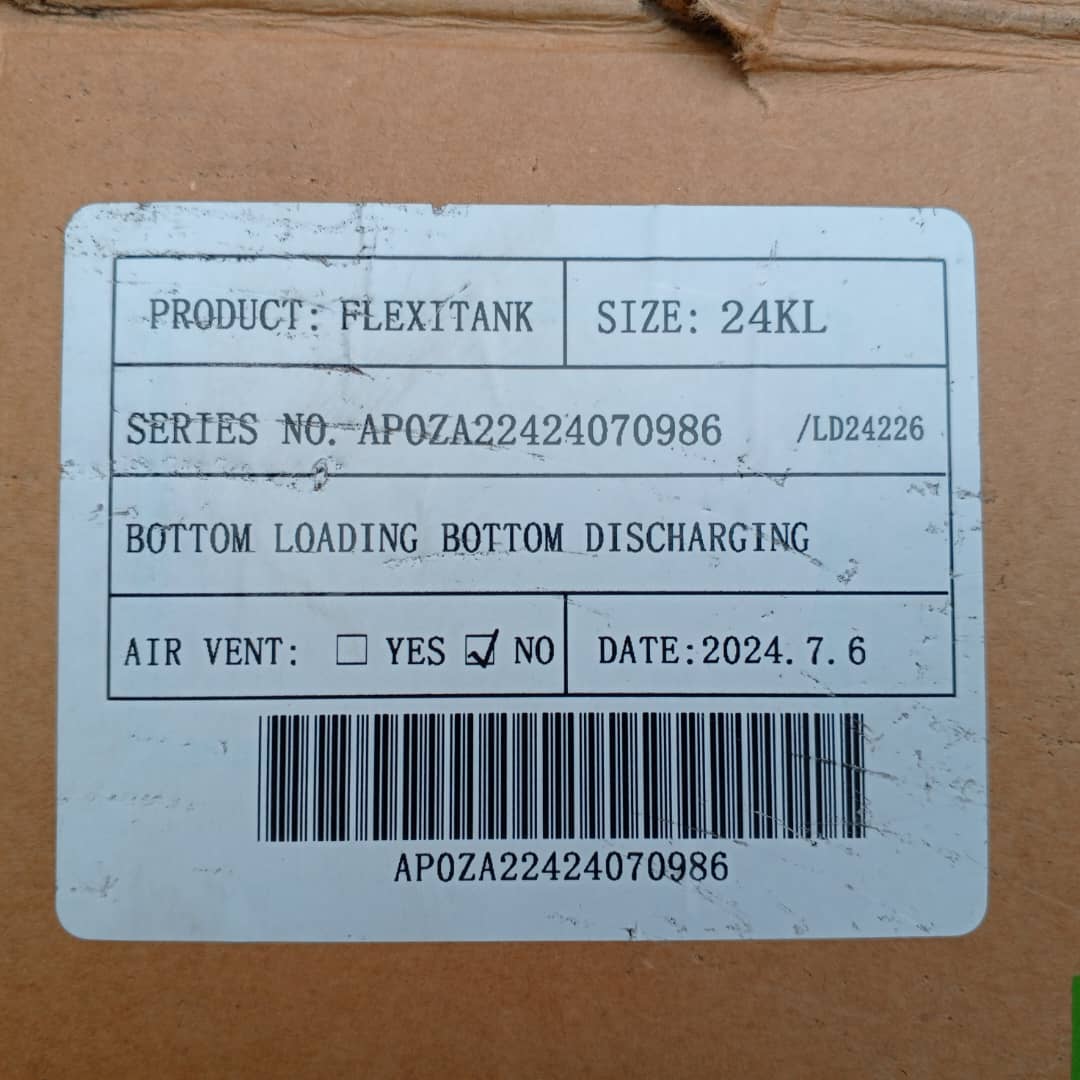 PRODUCT: FLEXITANK SIZE: 24KL
SERIES NO. APOZA22424070986 /LD24226
BOTTOM LOADING BOTTOM DISCHARGING
AIR VENT: ☐ YES ☑ NO DATE:2024.7.6
APOZA22424070986